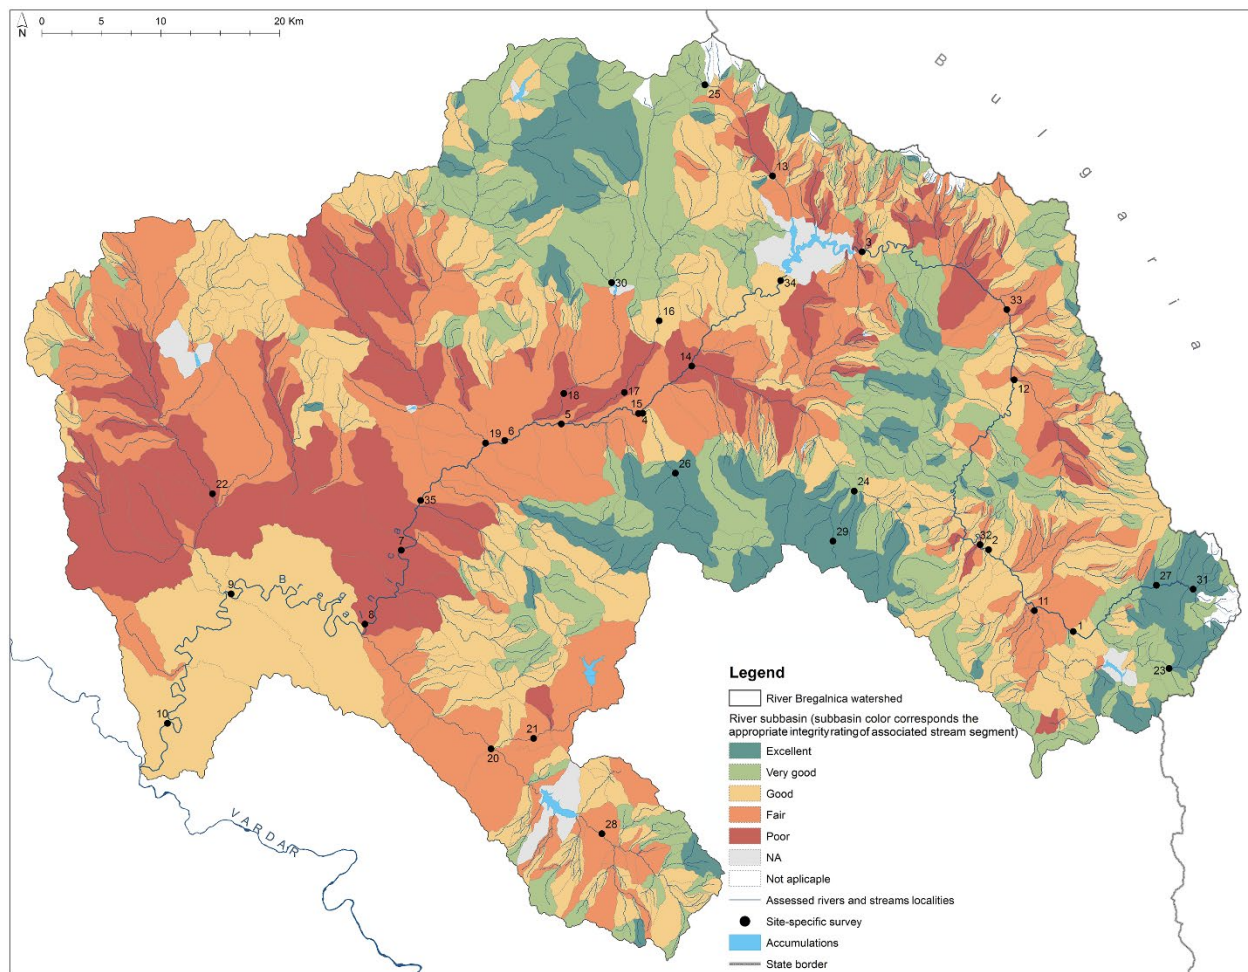 0 5 10 20 Km
N
Bulgaria
25
13
3
34
30
16
33
14
12
18
17
15
4
5
19
6
26
24
22
35
29
7
32
2
27
31
9
Bregalnica
8
11
1
23
10
21
20
28
VARDAR
Legend
River Bregalnica watershed
River subbasin (subbasin color corresponds the
appropriate integrity rating of associated stream segment)
Excellent
Very good
Good
Fair
Poor
NA
Not aplicaple
Assessed rivers and streams localities
Site-specific survey
Accumulations
State border